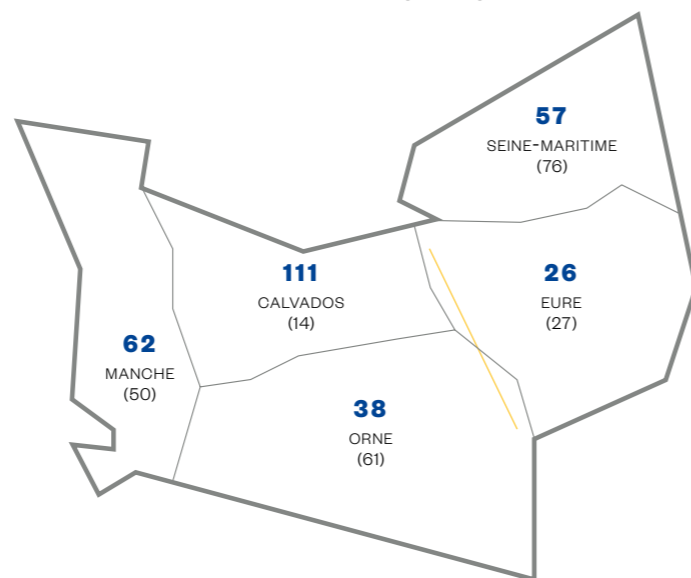 57
SEINE-MARITIME
(76)
111
CALVADOS
(14)
26
EURE
(27)
62
MANCHE
(50)
38
ORNE
(61)